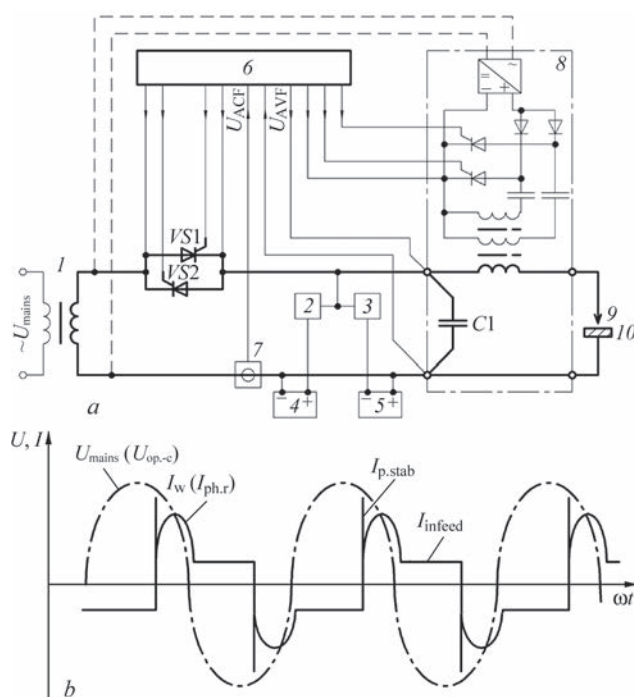 6
8
= ~
− +
U_ACF
U_AVF
VS1
VS2
1
~U_mains
2
3
7
− 4 +
− 5 +
C1
9
10
a
U, I
U_mains (U_op.-c)
I_w (I_ph.r)
I_p.stab
I_infeed
ωt
b